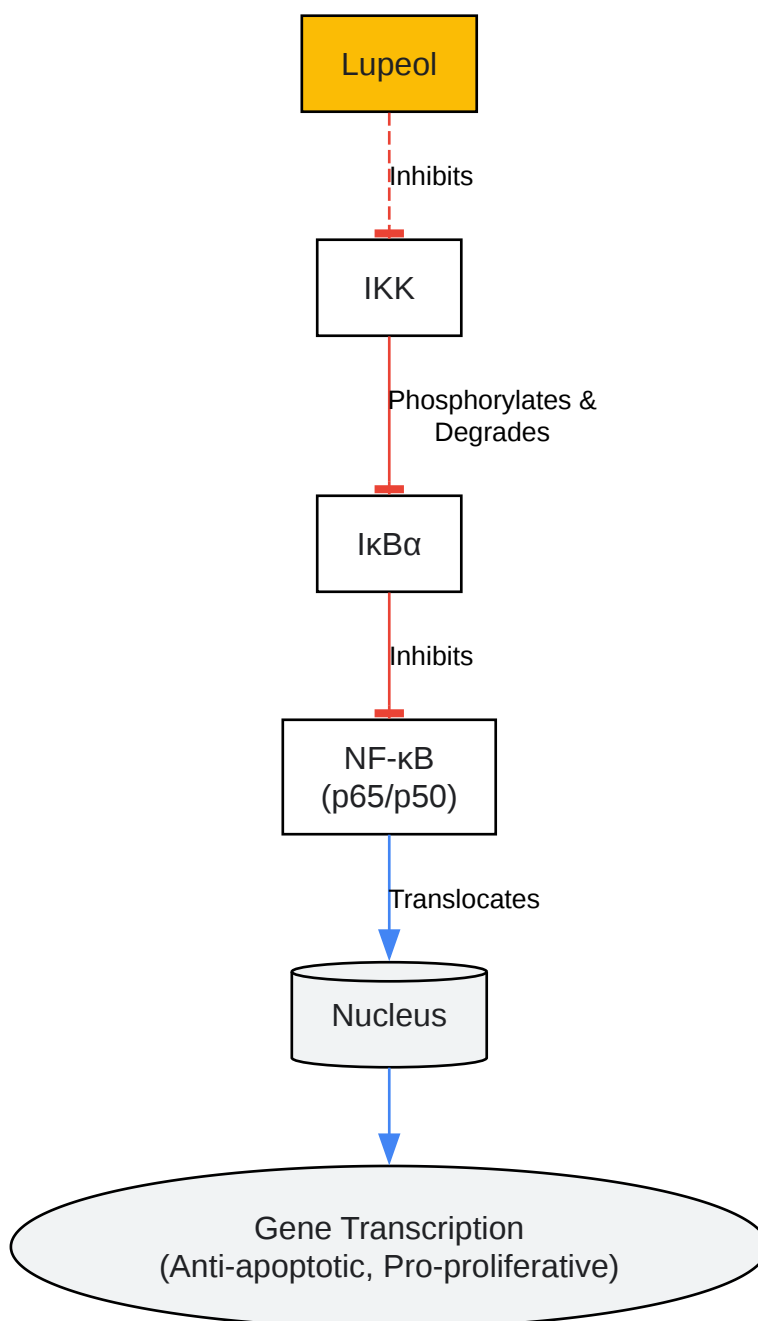 Lupeol
Inhibits
IKK
Phosphorylates &
Degrades
IκBα
Inhibits
NF-κB
(p65/p50)
Translocates
Nucleus
Gene Transcription
(Anti-apoptotic, Pro-proliferative)